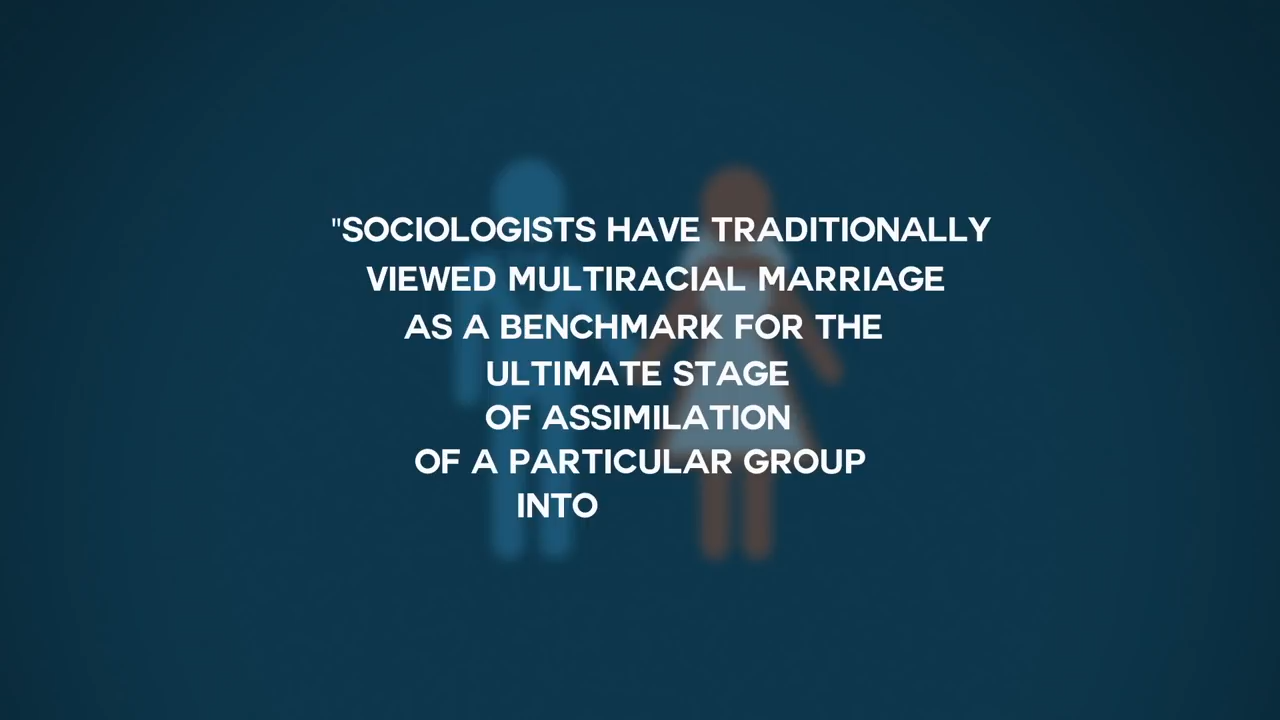 "SOCIOLOGISTS HAVE TRADITIONALLY
VIEWED MULTIRACIAL MARRIAGE
AS A BENCHMARK FOR THE
ULTIMATE STAGE
OF ASSIMILATION
OF A PARTICULAR GROUP
INTO